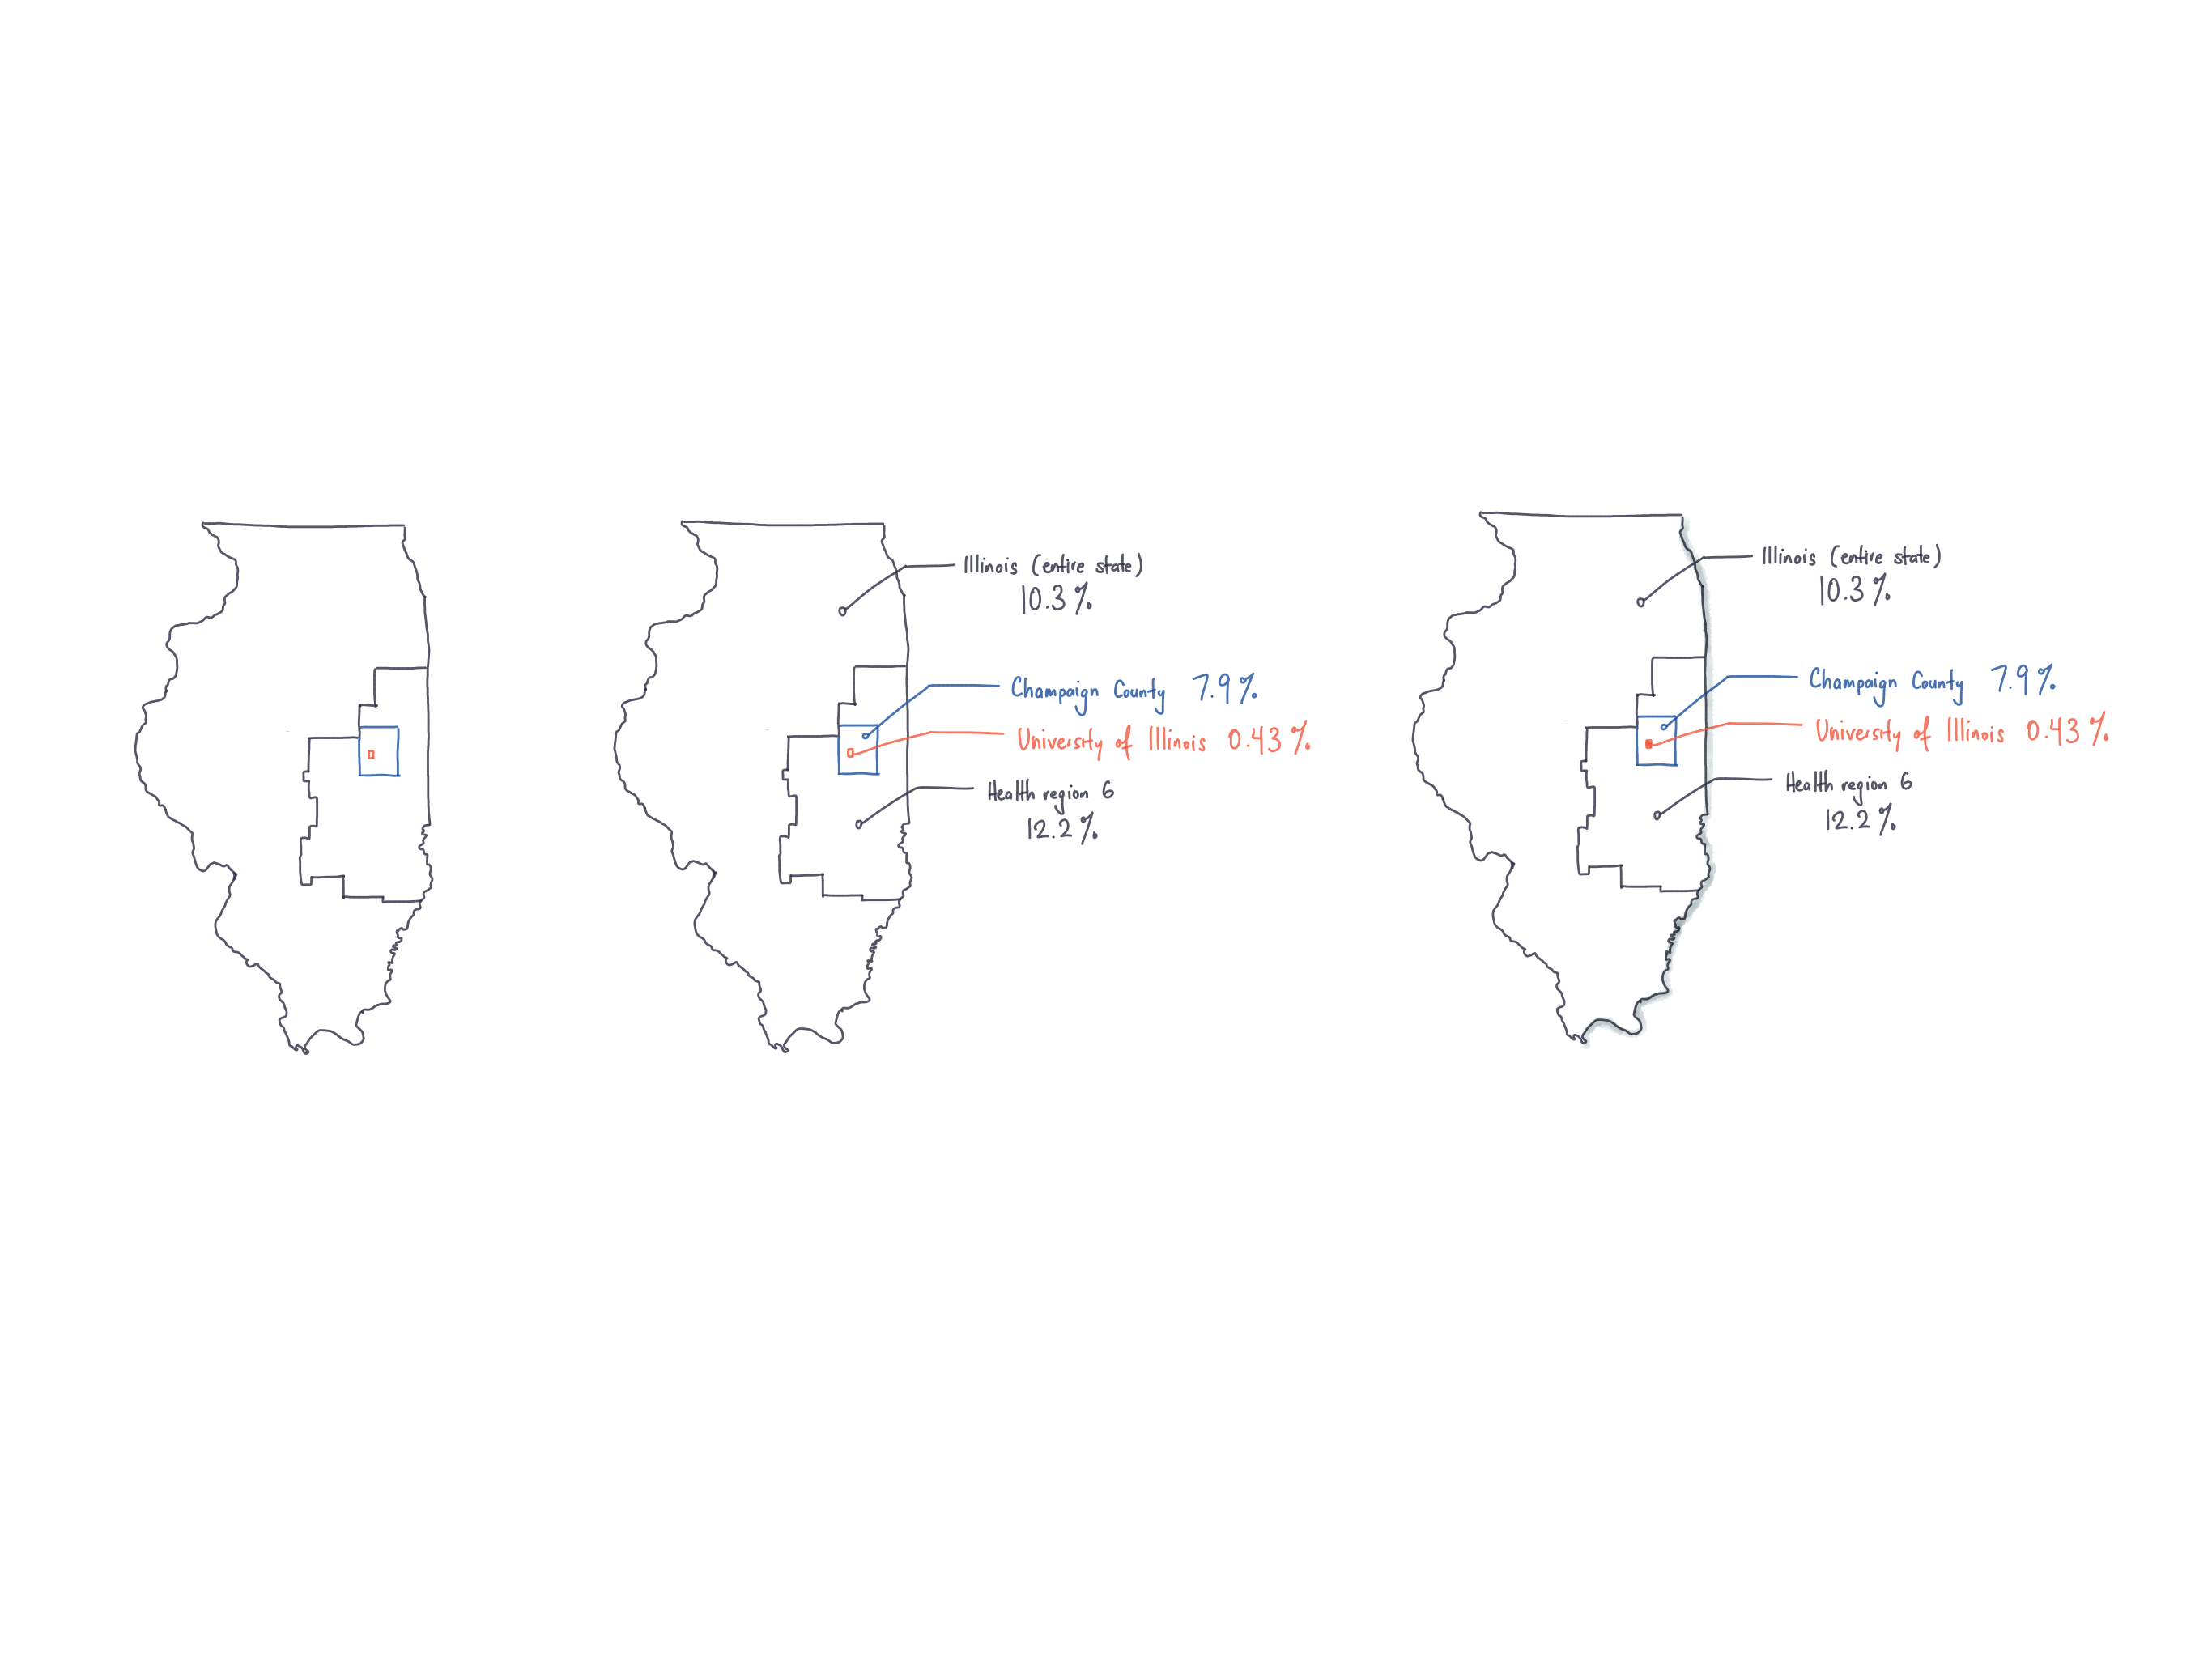 Illinois (entire state)
10.3%
Champaign County 7.9%
University of Illinois 0.43%
Health region 6
12.2%
Illinois (entire state)
10.3%
Champaign County 7.9%
University of Illinois 0.43%
Health region 6
12.2%